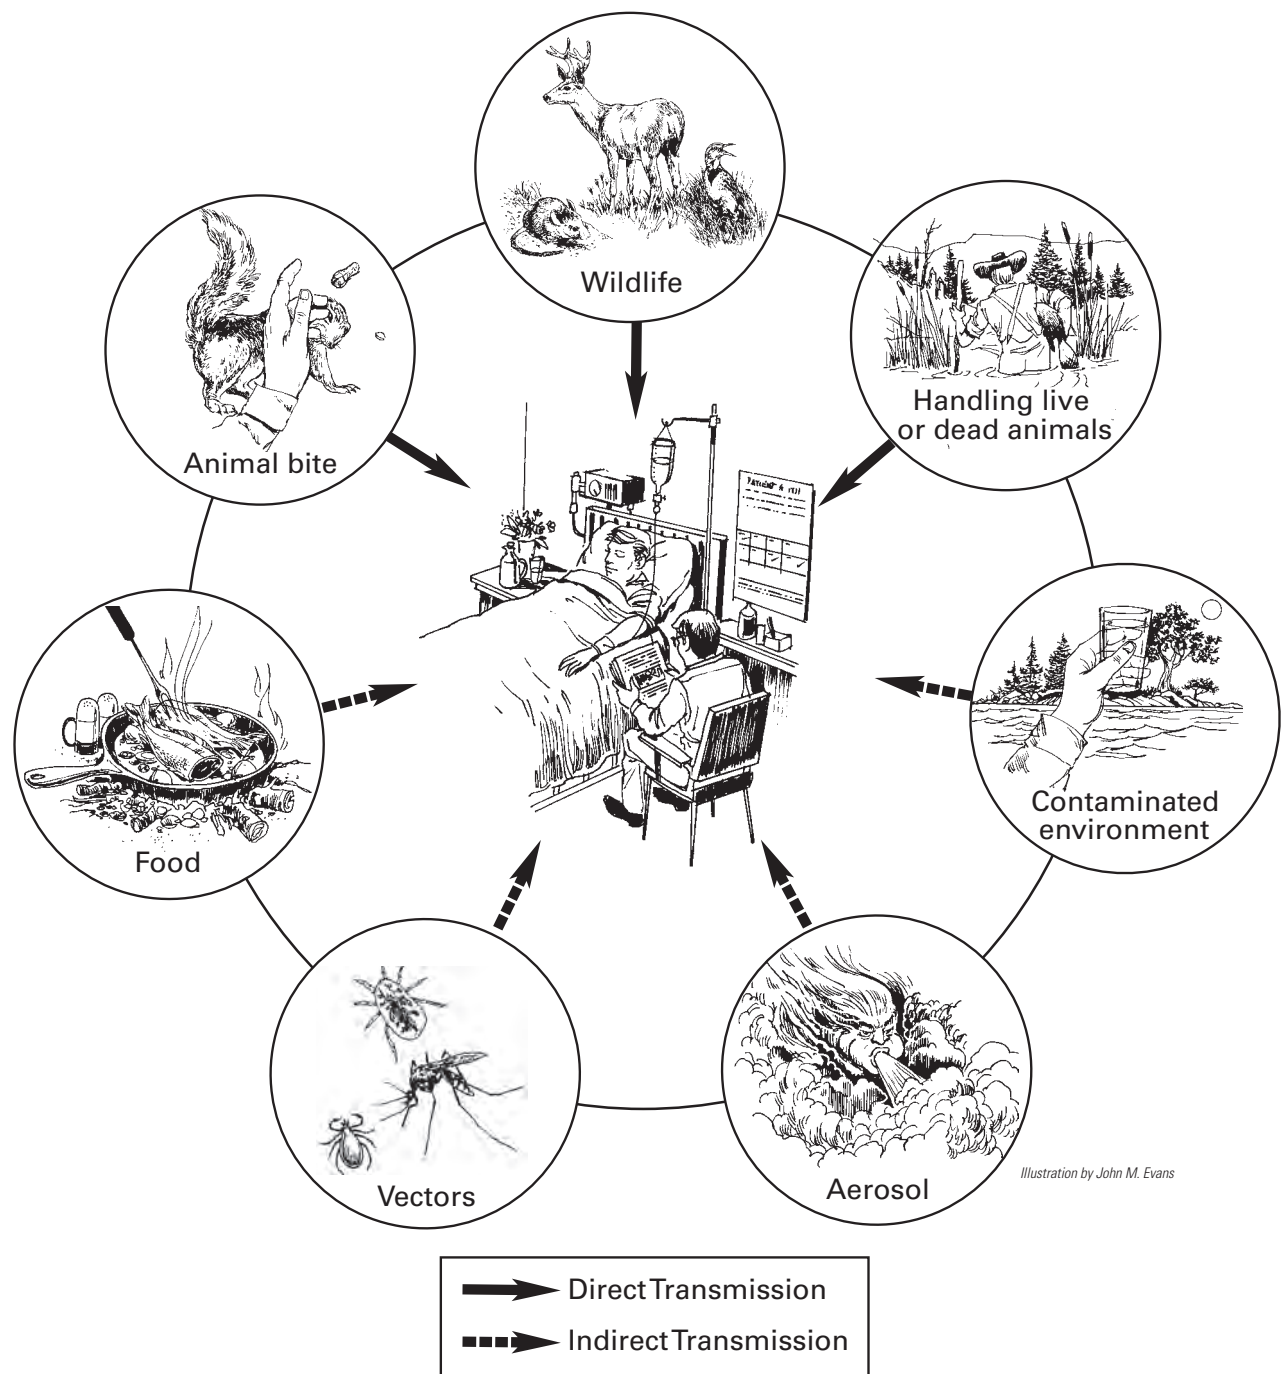 Wildlife
Handling live
or dead animals
Animal bite
Contaminated
environment
Food
Vectors
Aerosol
Illustration by John M. Evans
Direct Transmission
Indirect Transmission